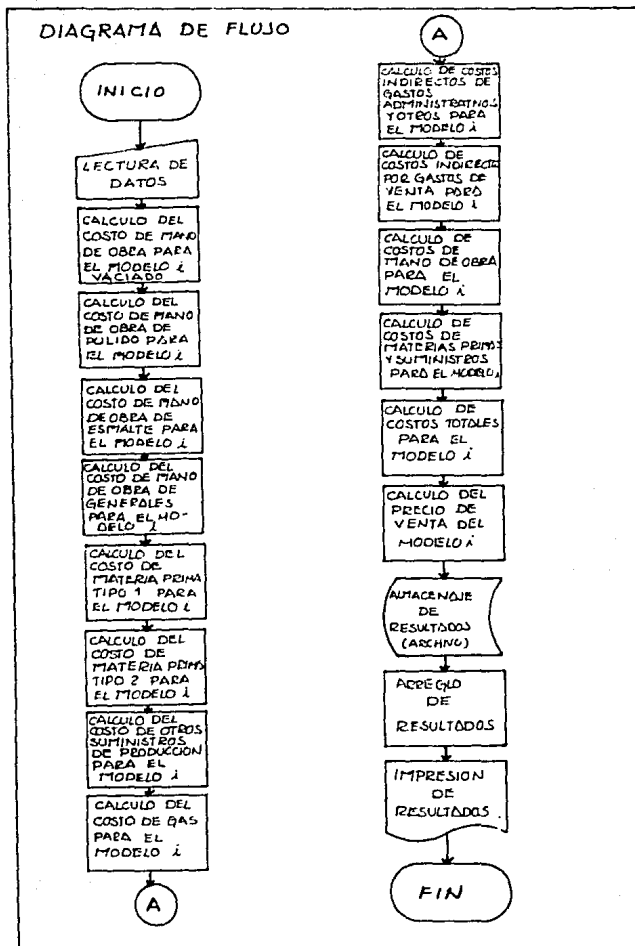 DIAGRAMA DE FLUJO
INICIO
LECTURA DE
DATOS
CALCULO DEL
COSTO DE MANO
DE OBRA PARA
EL MODELO i
VACIADO
CALCULO DEL
COSTO DE MANO
DE OBRA DE
PULIDO PARA
EL MODELO i
CALCULO DEL
COSTO DE MANO
DE OBRA DE
ESMALTE PARA
EL MODELO i
CALCULO DEL
COSTO DE MANO
DE OBRA DE
GENERALES
PARA EL MO-
DELO i
CALCULO DEL
COSTO DE
MATERIA PRIMA
TIPO 1 PARA
EL MODELO i
CALCULO DEL
COSTO DE
MATERIA PRIMA
TIPO 2 PARA
EL MODELO i
CALCULO DEL
COSTO DE OTROS
SUMINISTROS
DE PRODUCCION
PARA EL
MODELO i
CALCULO DEL
COSTO DE GAS
PARA EL
MODELO i
A
A
CALCULO DE COSTOS
INDIRECTOS DE
GASTOS
ADMINISTRATIVOS
Y OTROS PARA
EL MODELO i
CALCULO DE
COSTOS INDIRECTO
POR GASTOS DE
VENTA PARA
EL MODELO i
CALCULO DE
COSTOS DE
MANO DE OBRA
PARA EL
MODELO i
CALCULO DE
COSTOS DE
MATERIAS PRIMAS
Y SUMINISTROS
PARA EL MODELO i
CALCULO DE
COSTOS TOTALES
PARA EL
MODELO i
CALCULO DEL
PRECIO DE
VENTA DEL
MODELO i
ALMACENAJE
DE
RESULTADOS
(ARCHIVO)
ARREGLO
DE
RESULTADOS
IMPRESION
DE
RESULTADOS
FIN